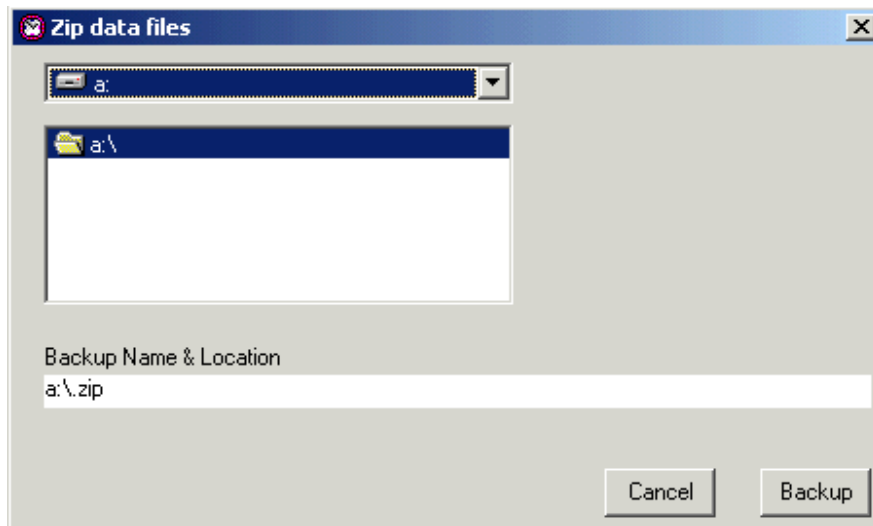 Zip data files
a:
a:\
Backup Name & Location
a:\.zip
Cancel Backup